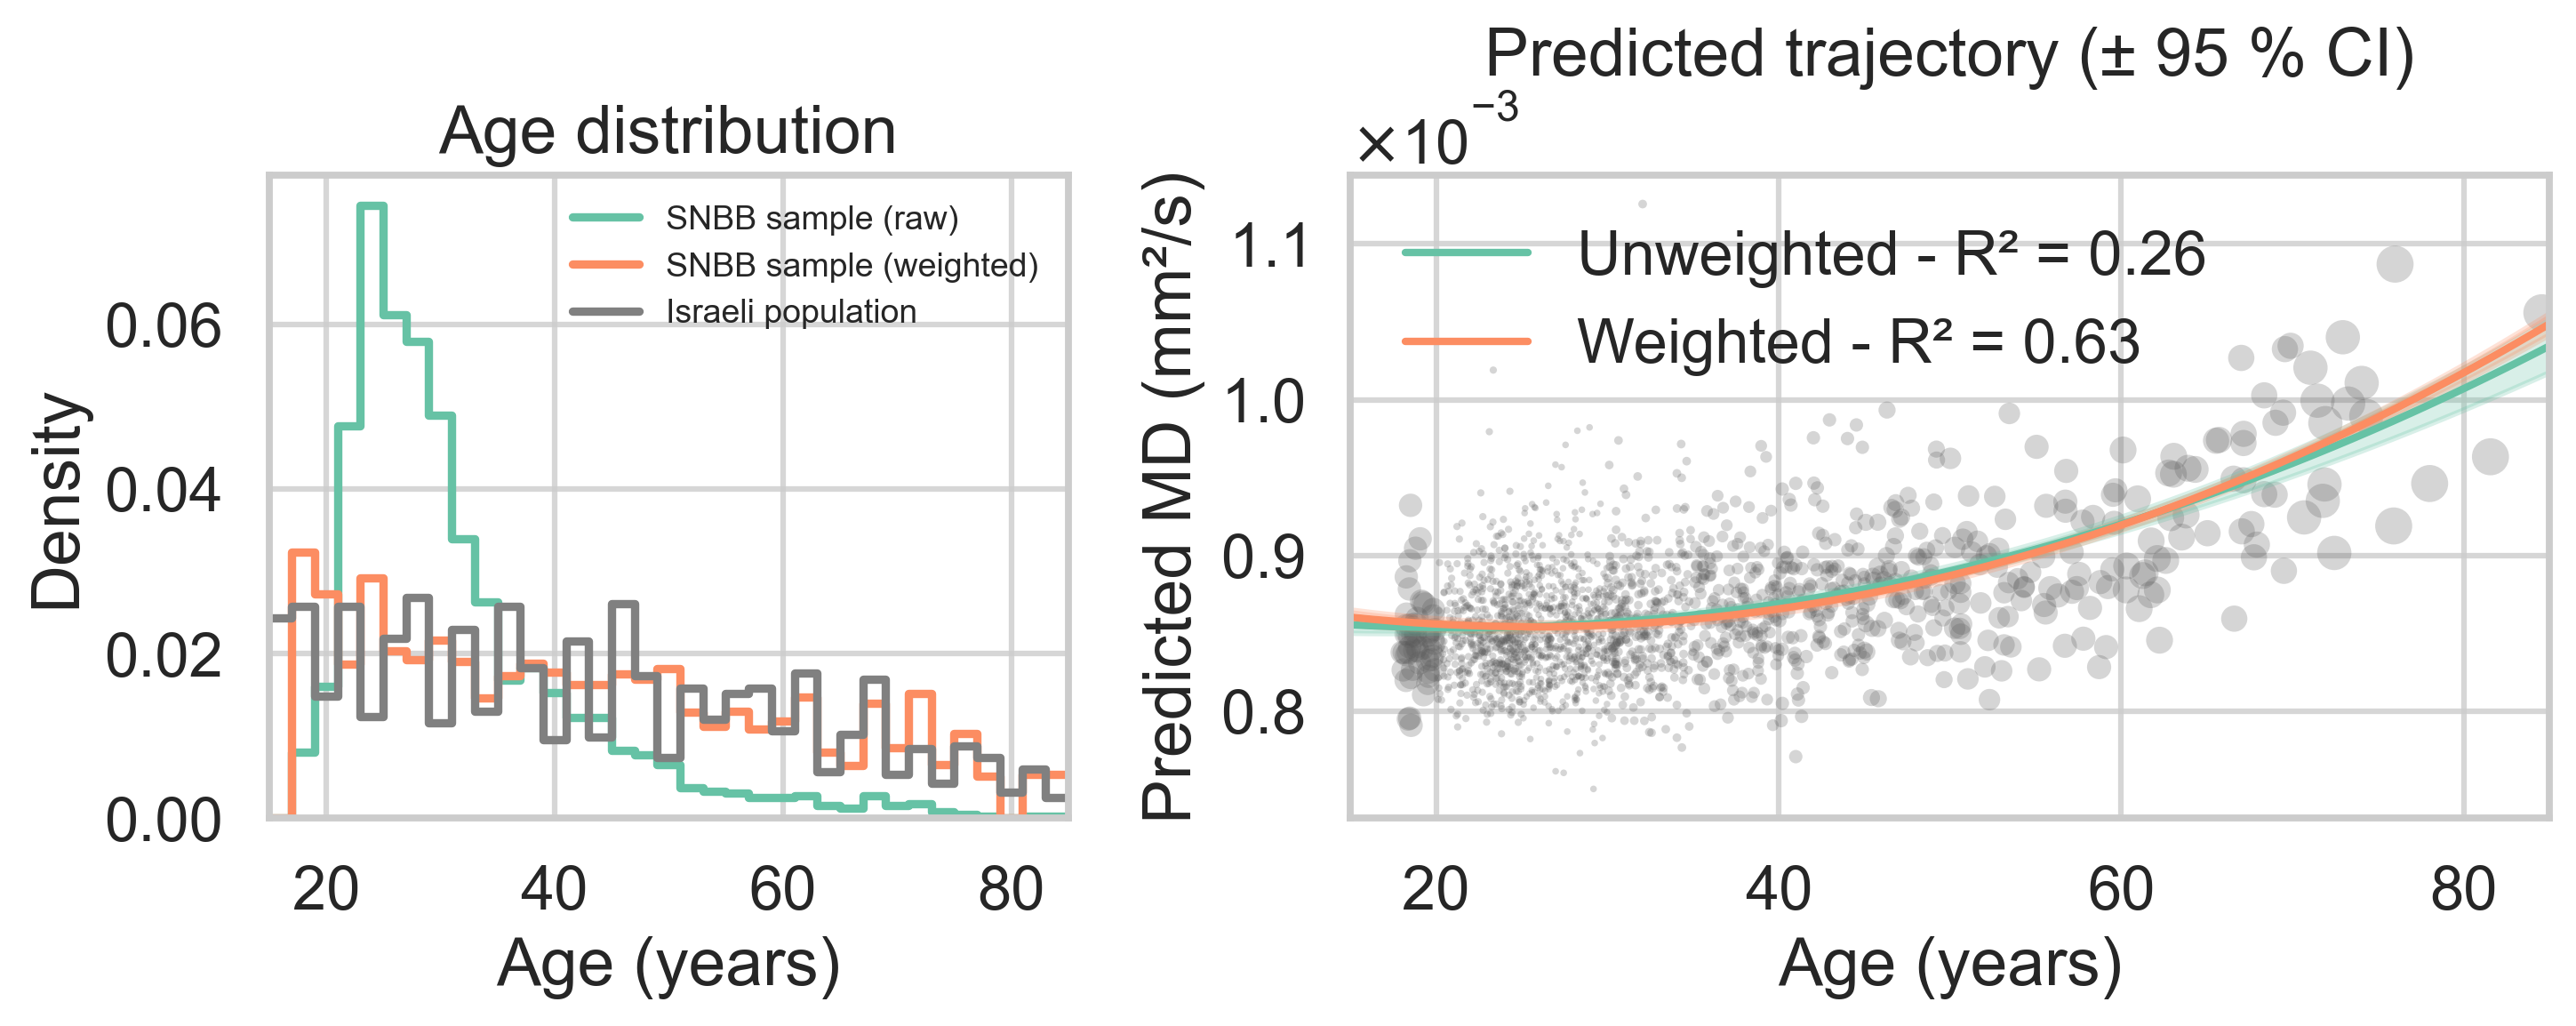 Age distribution
Density
0.06
0.04
0.02
0.00
SNBB sample (raw)
SNBB sample (weighted)
Israeli population
20 40 60 80
Age (years)
Predicted trajectory (± 95 % CI)
×10⁻³
Predicted MD (mm²/s)
1.1
1.0
0.9
0.8
Unweighted - R² = 0.26
Weighted - R² = 0.63
20 40 60 80
Age (years)